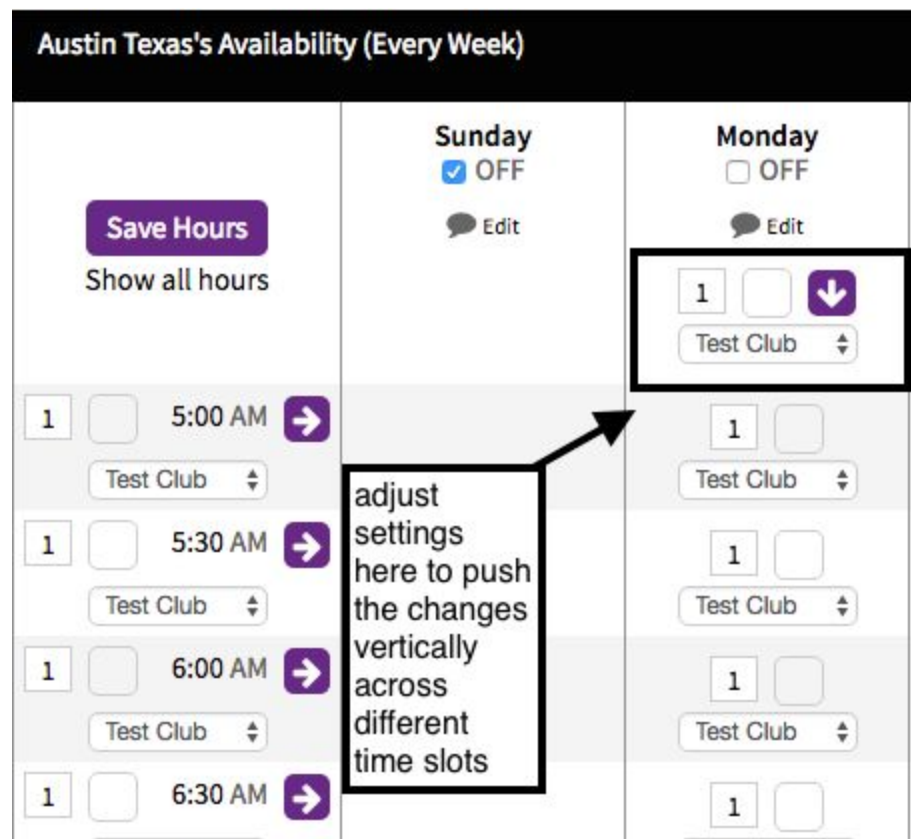 Austin Texas's Availability (Every Week)
Sunday
OFF
Edit
Monday
OFF
Edit
Save Hours
Show all hours
1
Test Club
1 5:00 AM
Test Club
1
Test Club
1 5:30 AM
Test Club
1
Test Club
1 6:00 AM
Test Club
1
Test Club
1 6:30 AM
1
adjust
settings
here to push
the changes
vertically
across
different
time slots